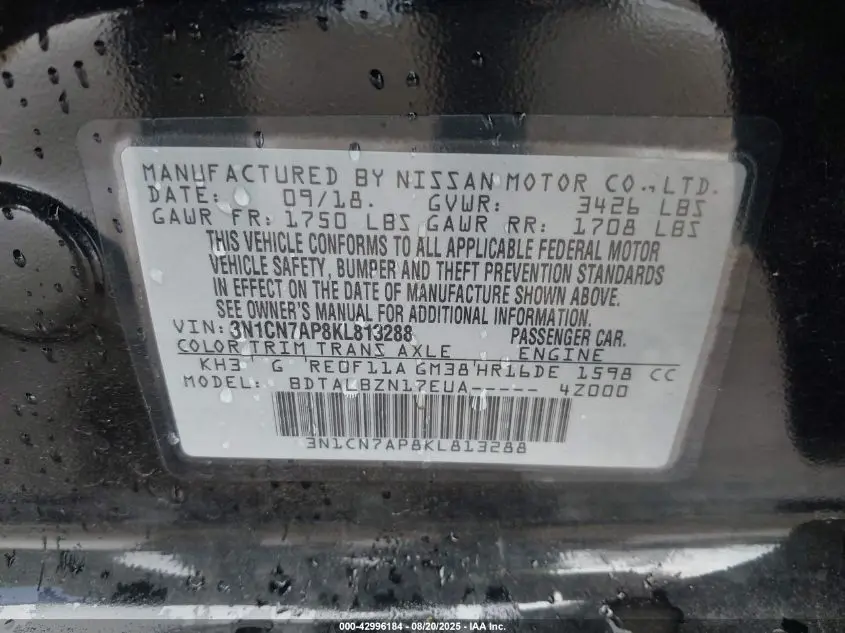 MANUFACTURED BY NISSAN MOTOR CO., LTD.
DATE: 09/18. GVWR: 3426 LBS
GAWR FR: 1750 LBS GAWR RR: 1708 LBS
THIS VEHICLE CONFORMS TO ALL APPLICABLE FEDERAL MOTOR
VEHICLE SAFETY, BUMPER AND THEFT PREVENTION STANDARDS
IN EFFECT ON THE DATE OF MANUFACTURE SHOWN ABOVE.
SEE OWNER'S MANUAL FOR ADDITIONAL INFORMATION.
VIN: 3N1CN7AP8KL813288 PASSENGER CAR.
COLOR TRIM TRANS AXLE ENGINE
KH3 G RE0F11A GM38 HR16DE 1598 CC
MODEL: BDTALBZN17EUA----- 4Z000
3N1CN7AP8KL813288
000-42996184 - 08/20/2025 - IAA Inc.